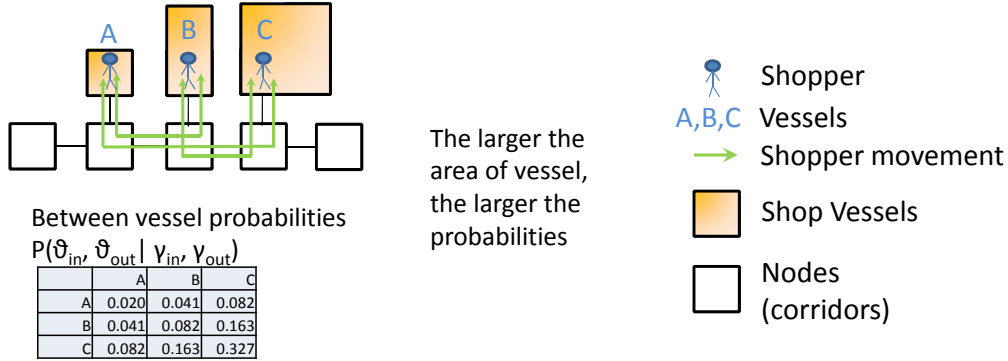 A B C
Between vessel probabilities
P(ϑin, ϑout| γin, γout)
A B C
A 0.020 0.041 0.082
B 0.041 0.082 0.163
C 0.082 0.163 0.327
The larger the
area of vessel,
the larger the
probabilities
Shopper
A,B,C Vessels
Shopper movement
Shop Vessels
Nodes
(corridors)